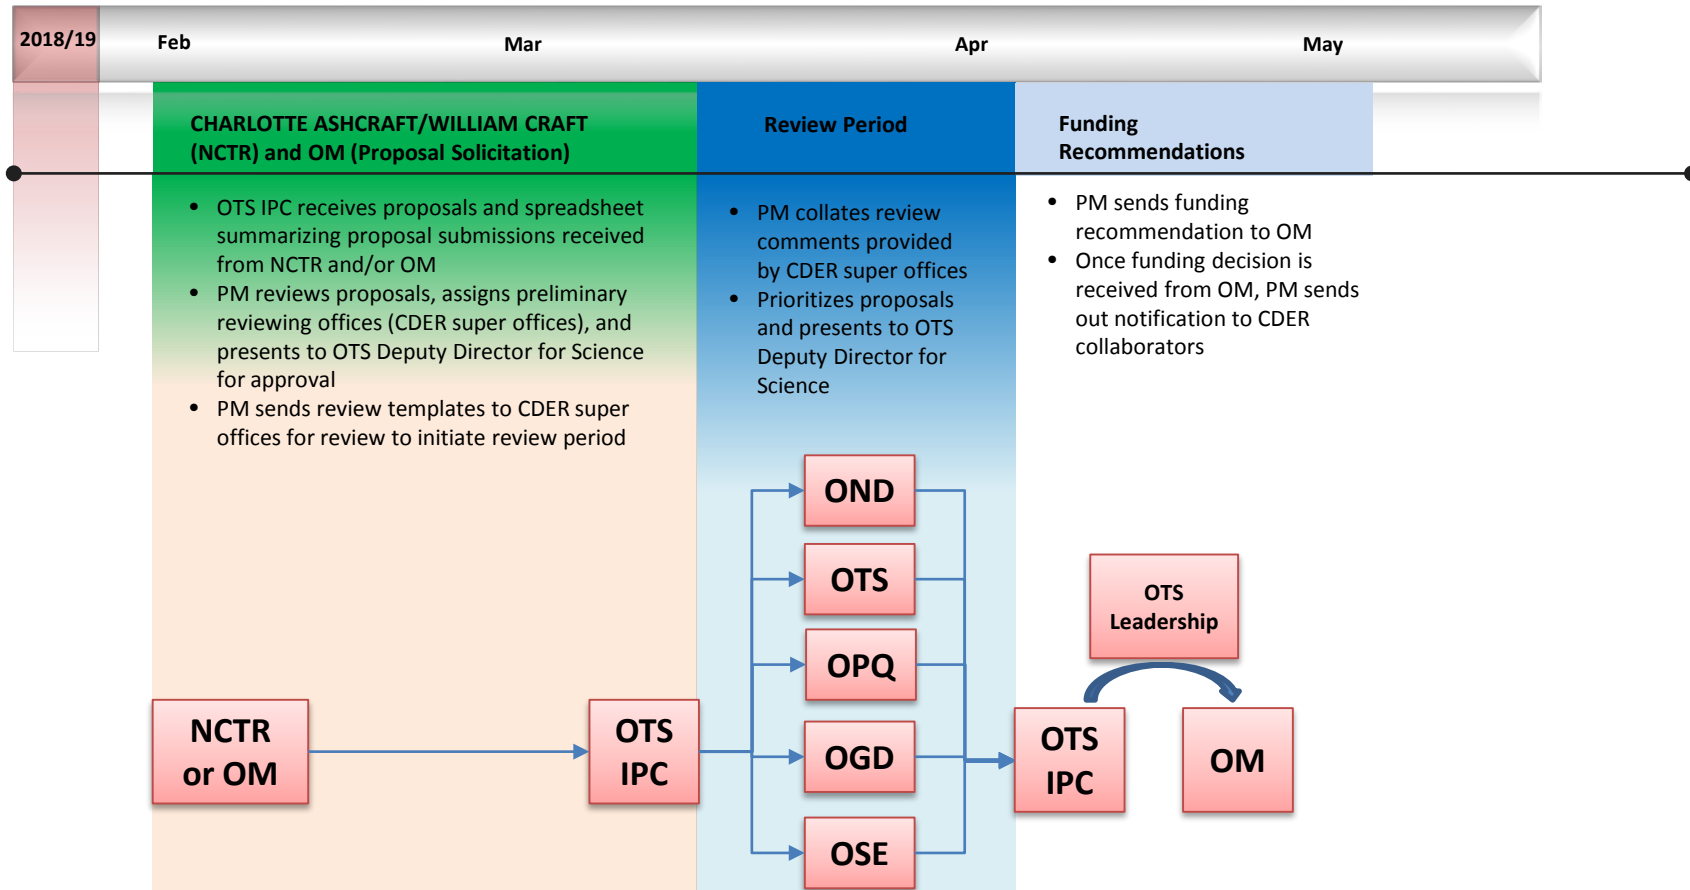 2018/19
Feb
Mar
Apr
May
CHARLOTTE ASHCRAFT/WILLIAM CRAFT
(NCTR) and OM (Proposal Solicitation)
• OTS IPC receives proposals and spreadsheet
summarizing proposal submissions received
from NCTR and/or OM
• PM reviews proposals, assigns preliminary
reviewing offices (CDER super offices), and
presents to OTS Deputy Director for Science
for approval
• PM sends review templates to CDER super
offices for review to initiate review period
Review Period
• PM collates review
comments provided
by CDER super offices
• Prioritizes proposals
and presents to OTS
Deputy Director for
Science
Funding
Recommendations
• PM sends funding
recommendation to OM
• Once funding decision is
received from OM, PM sends
out notification to CDER
collaborators
NCTR
or OM
OTS
IPC
OND
OTS
OPQ
OGD
OSE
OTS
IPC
OTS
Leadership
OM